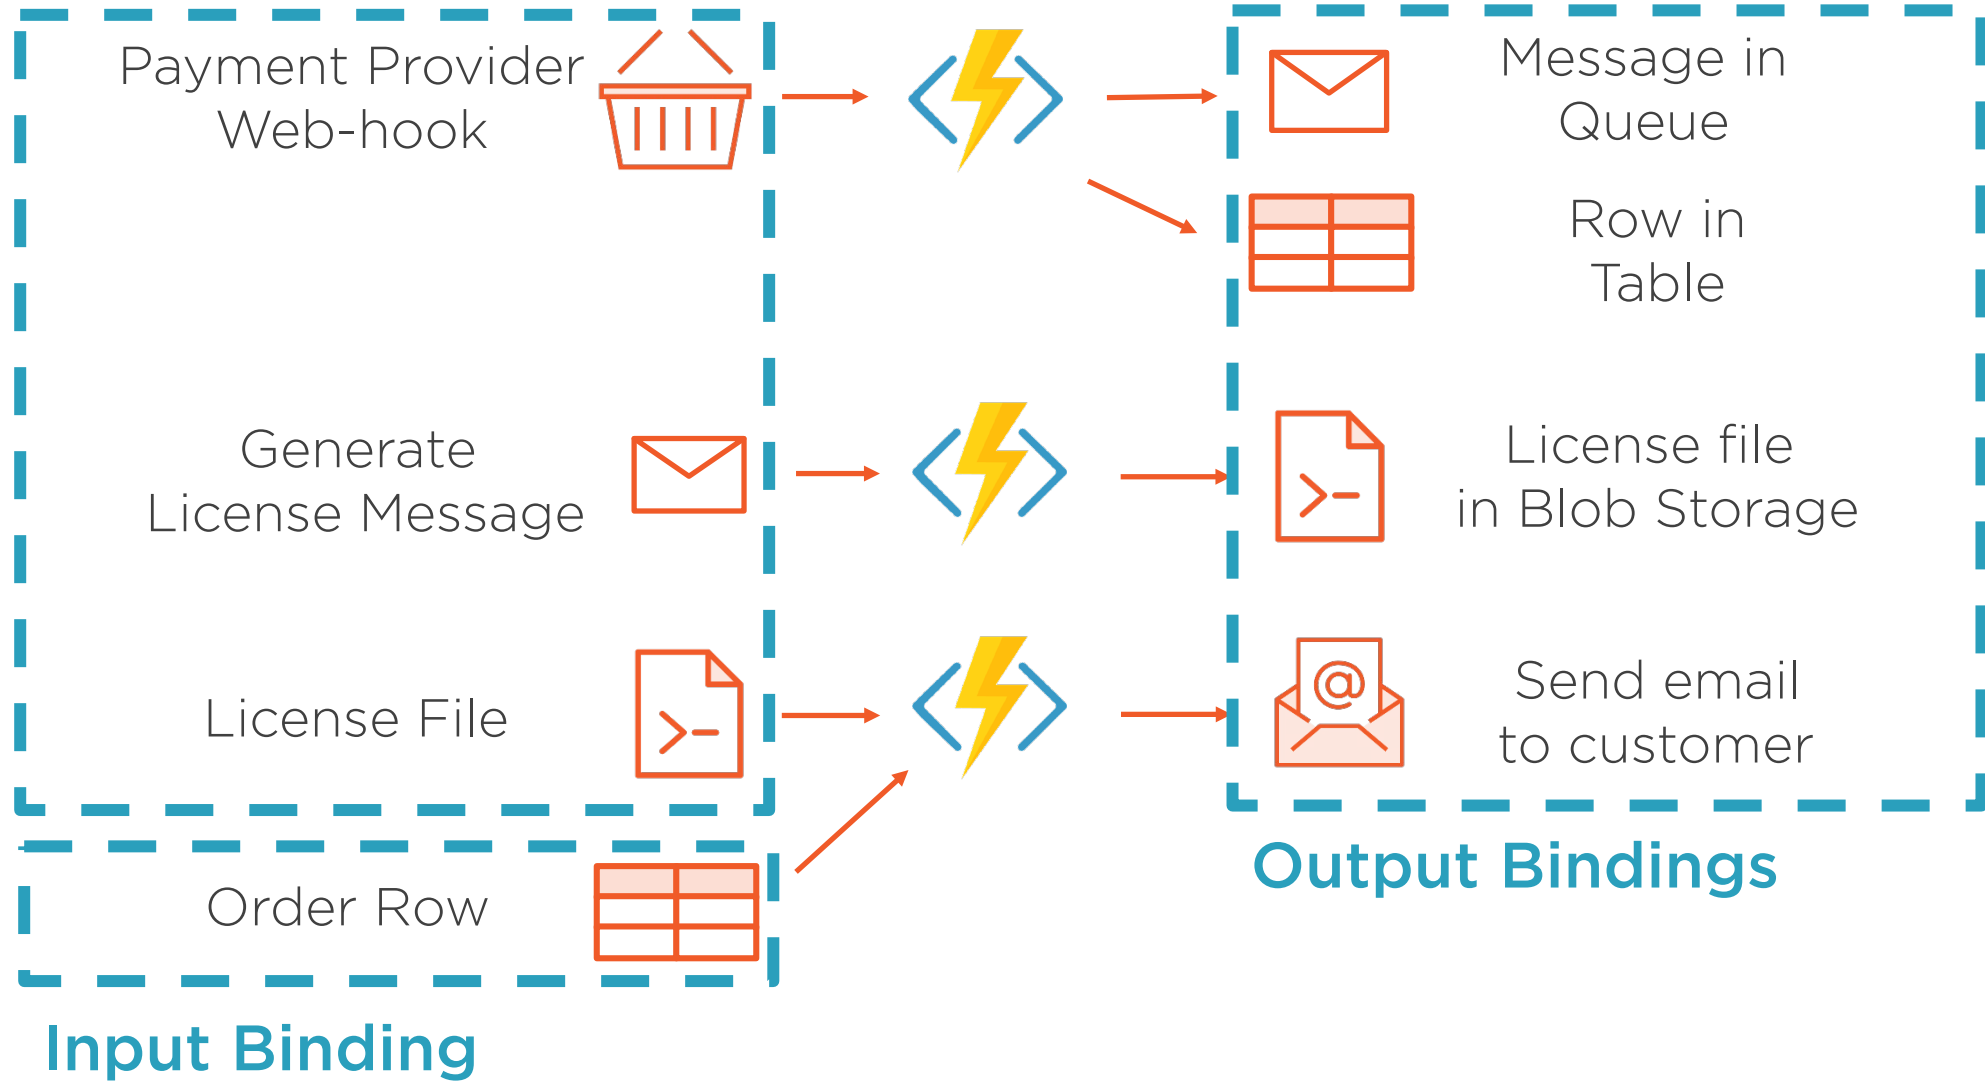 Payment Provider
Web-hook
Message in
Queue
Row in
Table
Generate
License Message
License file
in Blob Storage
License File
@
Send email
to customer
Order Row
Output Bindings
Input Binding